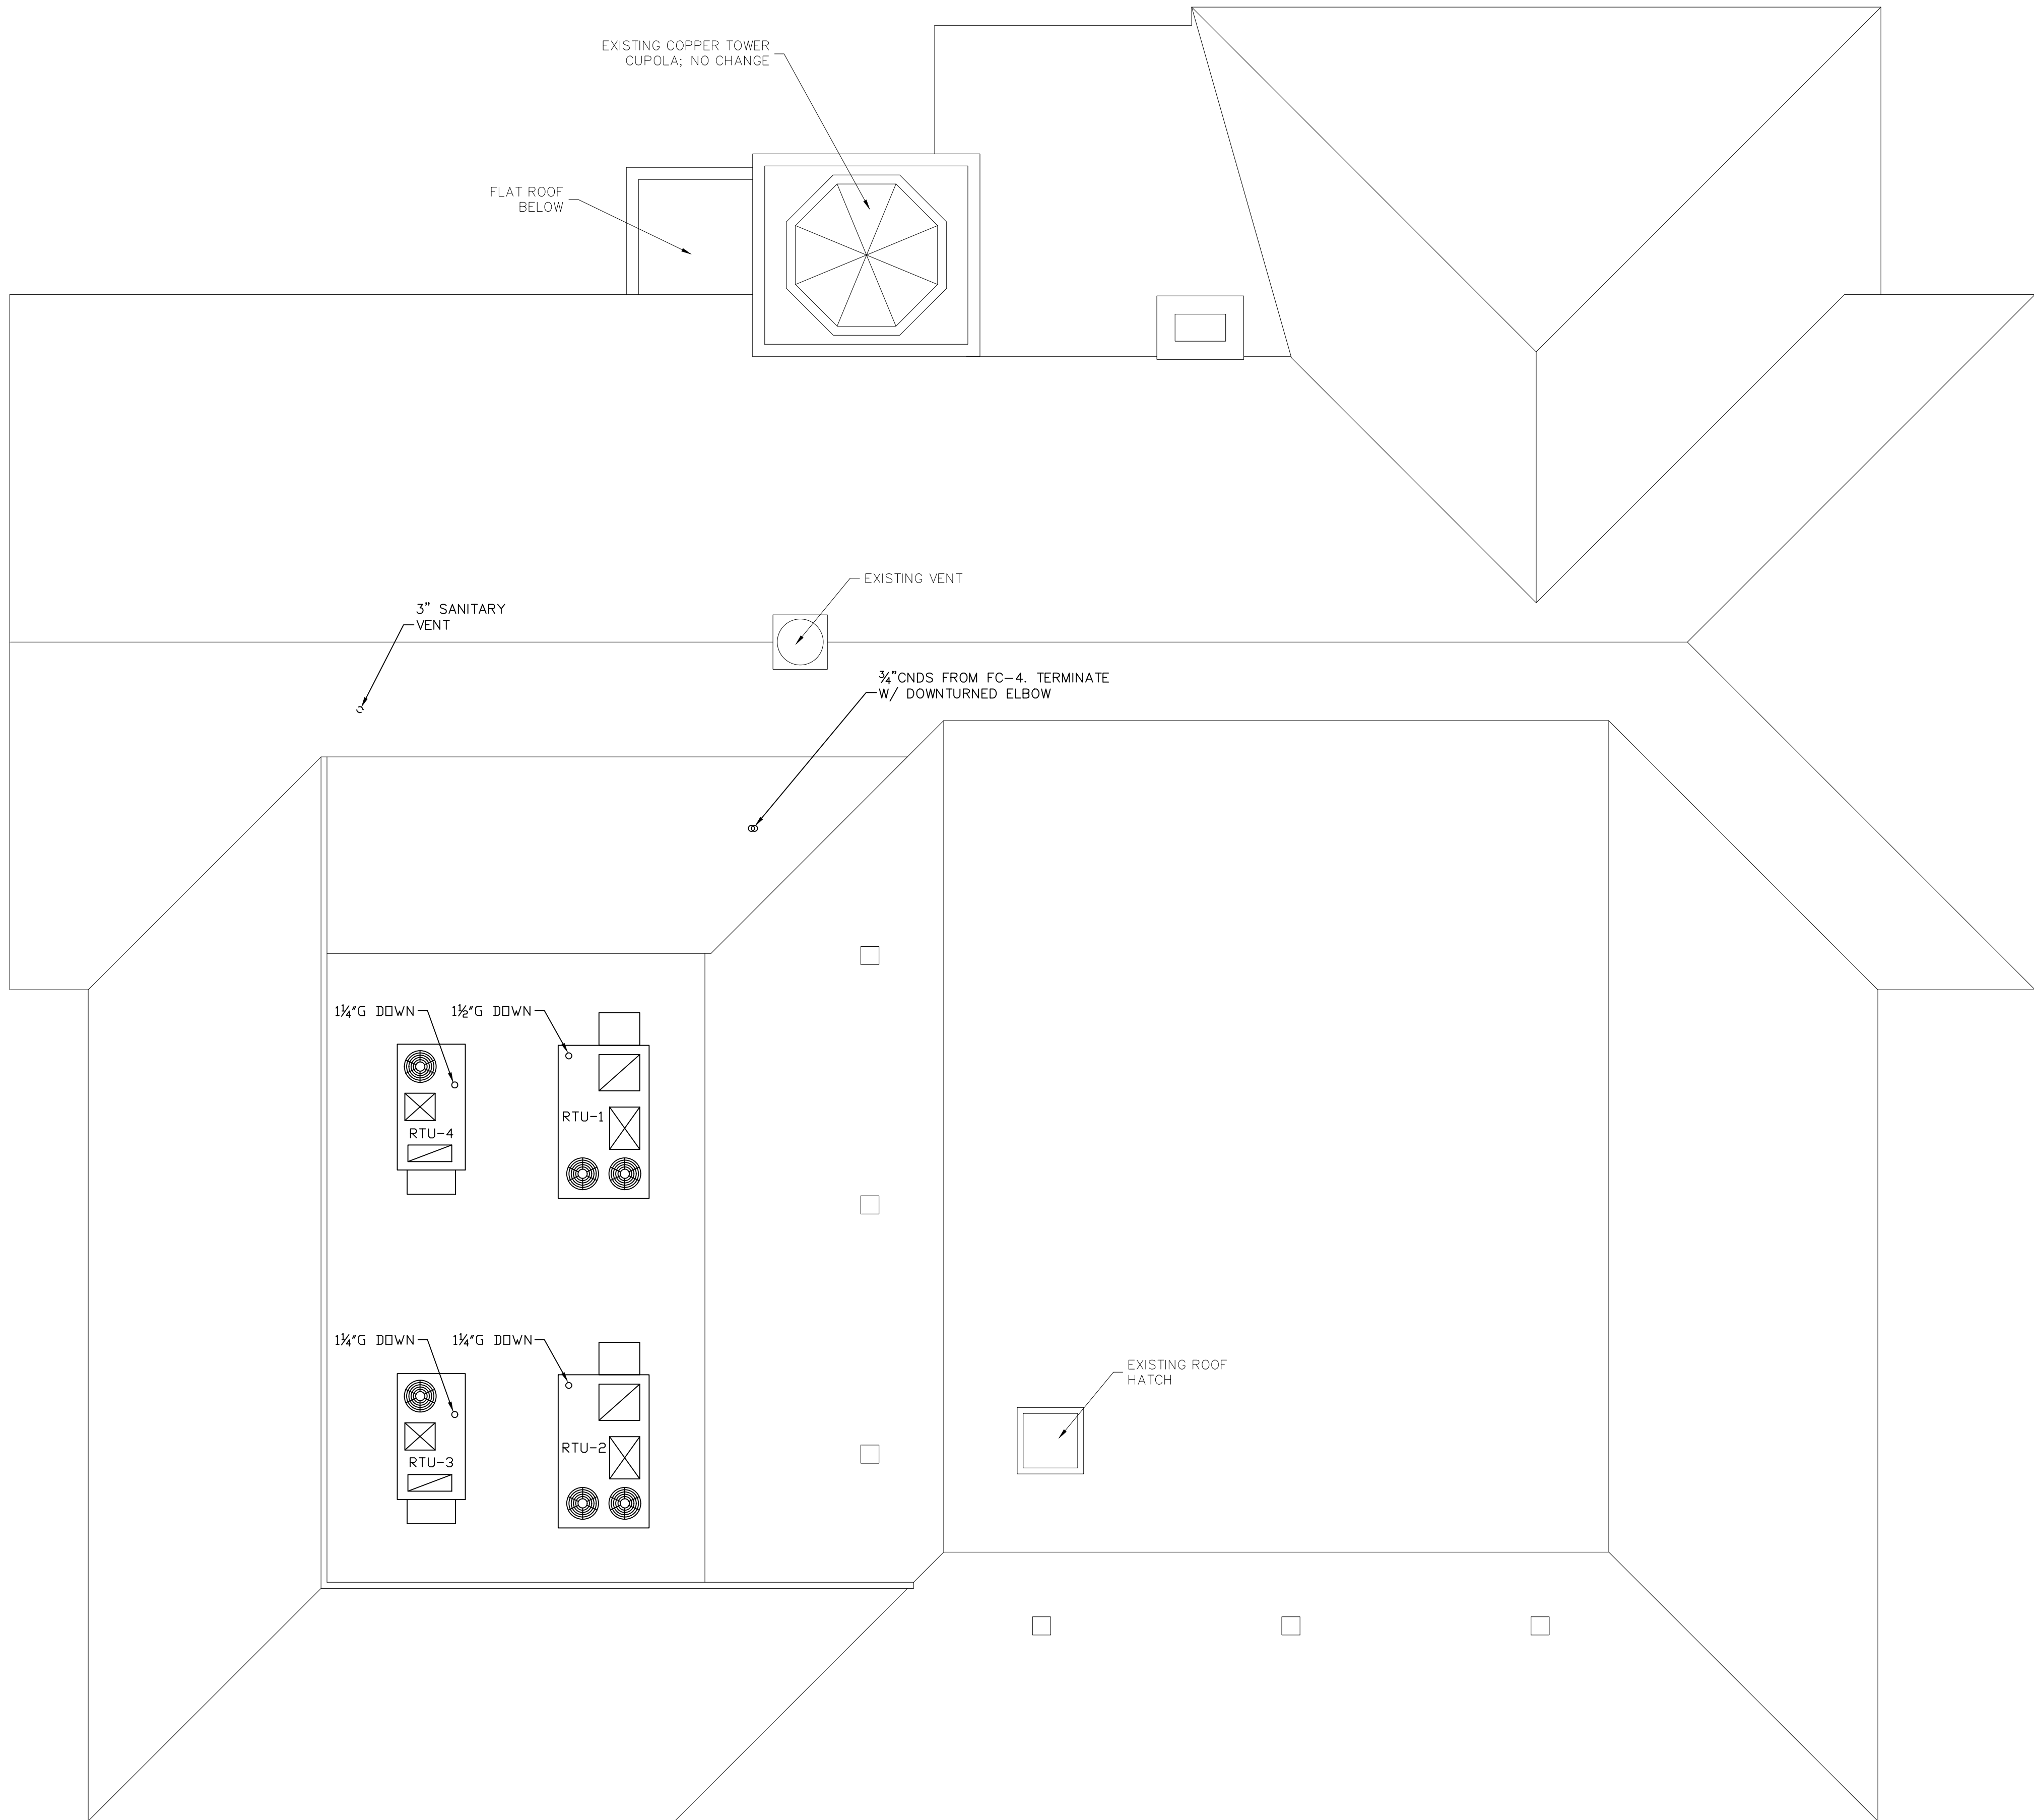 EXISTING COPPER TOWER
CUPOLA; NO CHANGE
FLAT ROOF
BELOW
EXISTING VENT
3” SANITARY
VENT
¾”CNDS FROM FC-4. TERMINATE
W/ DOWNTURNED ELBOW
1¼"G DOWN
1½"G DOWN
RTU-4
RTU-1
1¼"G DOWN
1¼"G DOWN
RTU-3
RTU-2
EXISTING ROOF
HATCH